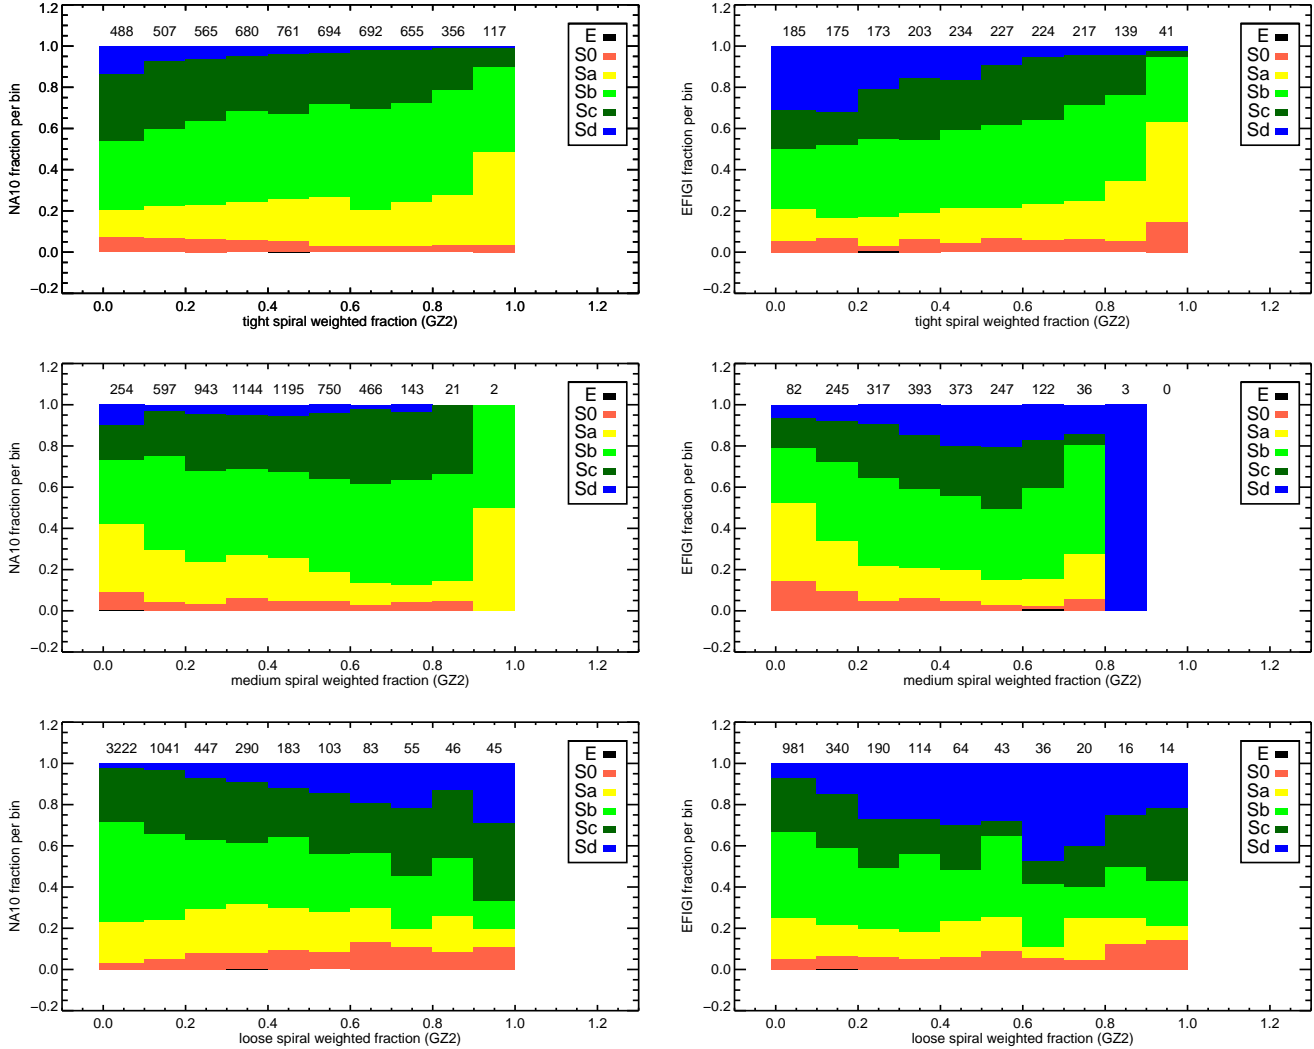 1.2
488 507 565 680 761 694 692 655 356 117
1.0
0.8
0.6
0.4
0.2
0.0
−0.2
NA10 fraction per bin
E
S0
Sa
Sb
Sc
Sd
0.0 0.2 0.4 0.6 0.8 1.0 1.2
tight spiral weighted fraction (GZ2)
1.2
185 175 173 203 234 227 224 217 139 41
1.0
0.8
0.6
0.4
0.2
0.0
−0.2
EFIGI fraction per bin
E
S0
Sa
Sb
Sc
Sd
0.0 0.2 0.4 0.6 0.8 1.0 1.2
tight spiral weighted fraction (GZ2)
1.2
254 597 943 1144 1195 750 466 143 21 2
1.0
0.8
0.6
0.4
0.2
0.0
−0.2
NA10 fraction per bin
E
S0
Sa
Sb
Sc
Sd
0.0 0.2 0.4 0.6 0.8 1.0 1.2
medium spiral weighted fraction (GZ2)
1.2
82 245 317 393 373 247 122 36 3 0
1.0
0.8
0.6
0.4
0.2
0.0
−0.2
EFIGI fraction per bin
E
S0
Sa
Sb
Sc
Sd
0.0 0.2 0.4 0.6 0.8 1.0 1.2
medium spiral weighted fraction (GZ2)
1.2
3222 1041 447 290 183 103 83 55 46 45
1.0
0.8
0.6
0.4
0.2
0.0
−0.2
NA10 fraction per bin
E
S0
Sa
Sb
Sc
Sd
0.0 0.2 0.4 0.6 0.8 1.0 1.2
loose spiral weighted fraction (GZ2)
1.2
981 340 190 114 64 43 36 20 16 14
1.0
0.8
0.6
0.4
0.2
0.0
−0.2
EFIGI fraction per bin
E
S0
Sa
Sb
Sc
Sd
0.0 0.2 0.4 0.6 0.8 1.0 1.2
loose spiral weighted fraction (GZ2)